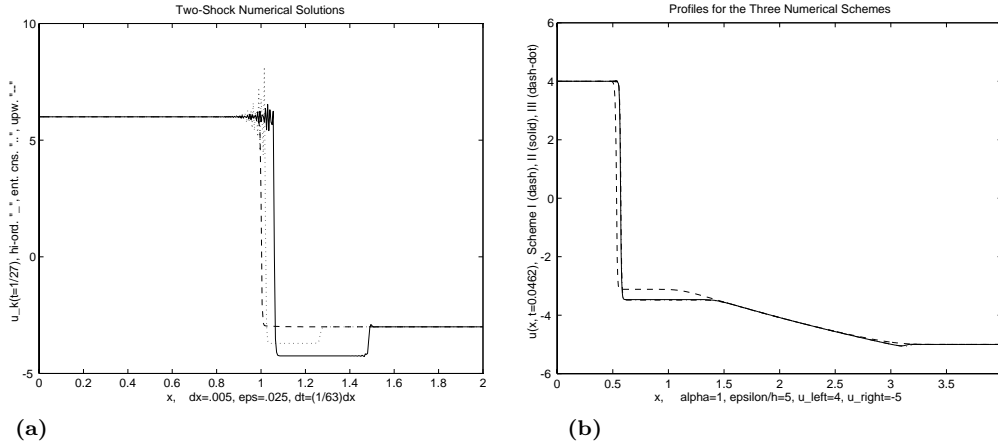 Two-Shock Numerical Solutions
10
5
0
-5
u_k(t=1/27), hi-ord. "_", ent. cns. "..", upw. "--"
0 0.2 0.4 0.6 0.8 1 1.2 1.4 1.6 1.8 2
x, dx=.005, eps=.025, dt=(1/63)dx
(a)
Profiles for the Three Numerical Schemes
6
4
2
0
-2
-4
-6
u(x, t=0.0462), Scheme I (dash), II (solid), III (dash-dot)
0 0.5 1 1.5 2 2.5 3 3.5
x, alpha=1, epsilon/h=5, u_left=4, u_right=-5
(b)